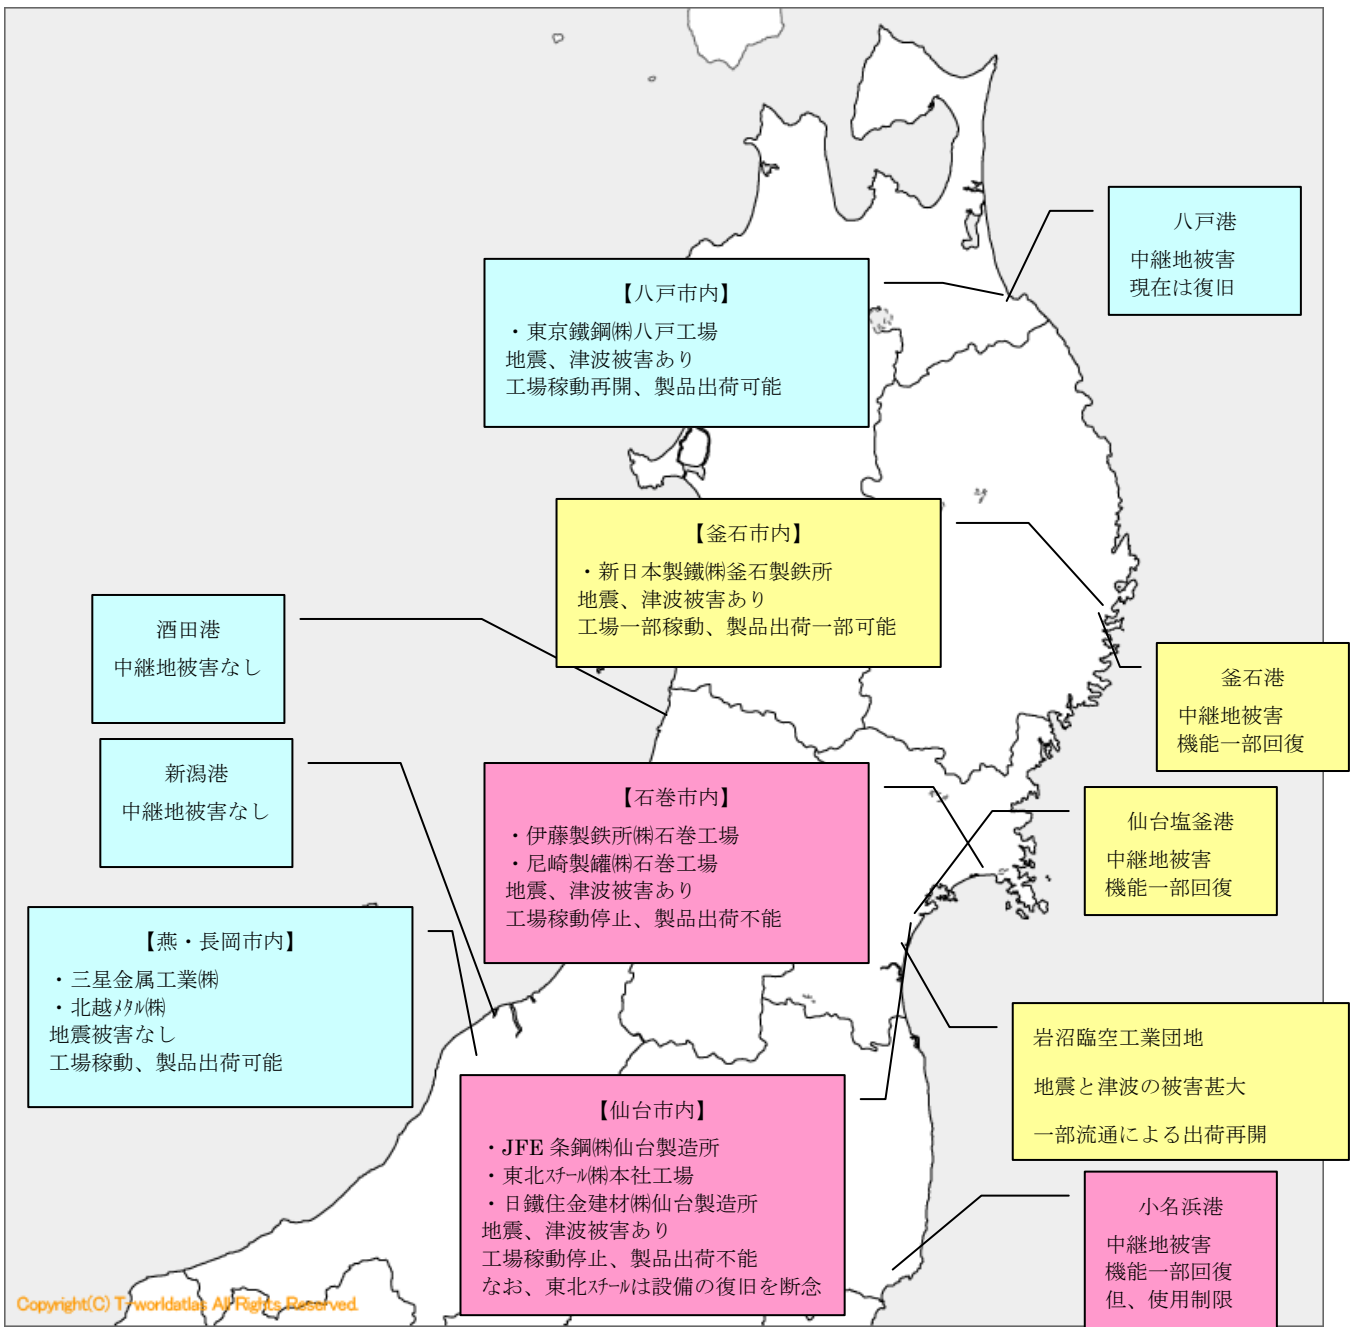 八戸港
中継地被害
現在は復旧
【八戸市内】
・東京鐵鋼㈱八戸工場
地震、津波被害あり
工場稼動再開、製品出荷可能
【釜石市内】
・新日本製鐵㈱釜石製鉄所
地震、津波被害あり
工場一部稼動、製品出荷一部可能
酒田港
中継地被害なし
釜石港
中継地被害
機能一部回復
新潟港
中継地被害なし
【石巻市内】
・伊藤製鉄所㈱石巻工場
・尼崎製罐㈱石巻工場
地震、津波被害あり
工場稼動停止、製品出荷不能
仙台塩釜港
中継地被害
機能一部回復
【燕・長岡市内】
・三星金属工業㈱
・北越ﾒﾀﾙ㈱
地震被害なし
工場稼動、製品出荷可能
岩沼臨空工業団地
地震と津波の被害甚大
一部流通による出荷再開
【仙台市内】
・JFE 条鋼㈱仙台製造所
・東北ｽﾁｰﾙ㈱本社工場
・日鐵住金建材㈱仙台製造所
地震、津波被害あり
工場稼動停止、製品出荷不能
なお、東北ｽﾁｰﾙは設備の復旧を断念
小名浜港
中継地被害
機能一部回復
但、使用制限
Copyright(C) T-worldatlas All Rights Reserved.